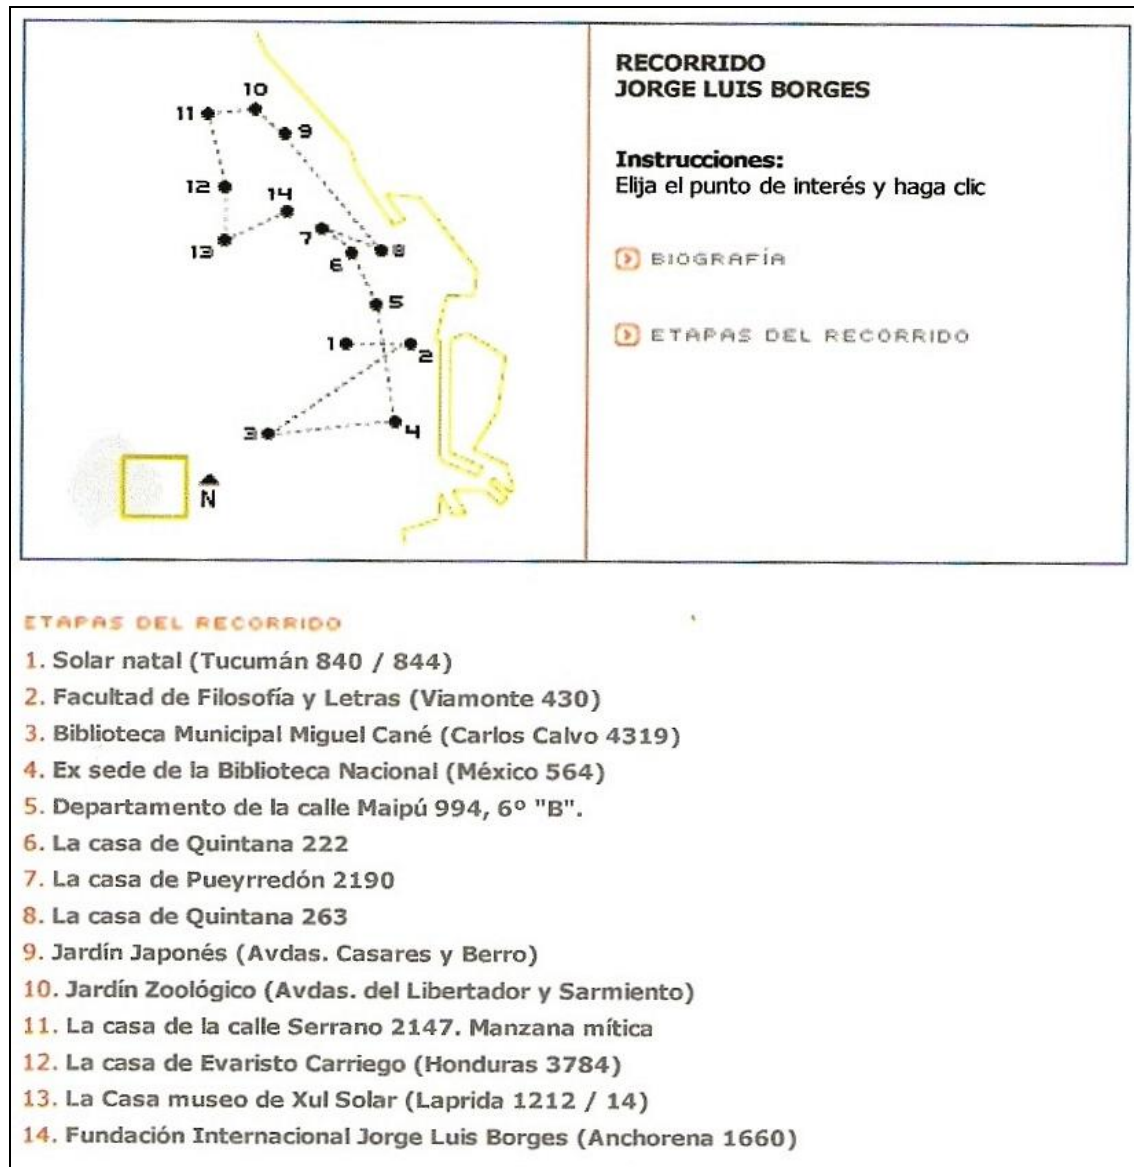 10
11
9
12
14
7
13
8
6
5
1
2
3
4
N
RECORRIDO
JORGE LUIS BORGES
Instrucciones:
Elija el punto de interés y haga clic
BIOGRAFÍA
ETAPAS DEL RECORRIDO
ETAPAS DEL RECORRIDO
1. Solar natal (Tucumán 840 / 844)
2. Facultad de Filosofía y Letras (Viamonte 430)
3. Biblioteca Municipal Miguel Cané (Carlos Calvo 4319)
4. Ex sede de la Biblioteca Nacional (México 564)
5. Departamento de la calle Maipú 994, 6º "B".
6. La casa de Quintana 222
7. La casa de Pueyrredón 2190
8. La casa de Quintana 263
9. Jardín Japonés (Avdas. Casares y Berro)
10. Jardín Zoológico (Avdas. del Libertador y Sarmiento)
11. La casa de la calle Serrano 2147. Manzana mítica
12. La casa de Evaristo Carriego (Honduras 3784)
13. La Casa museo de Xul Solar (Laprida 1212 / 14)
14. Fundación Internacional Jorge Luis Borges (Anchorena 1660)